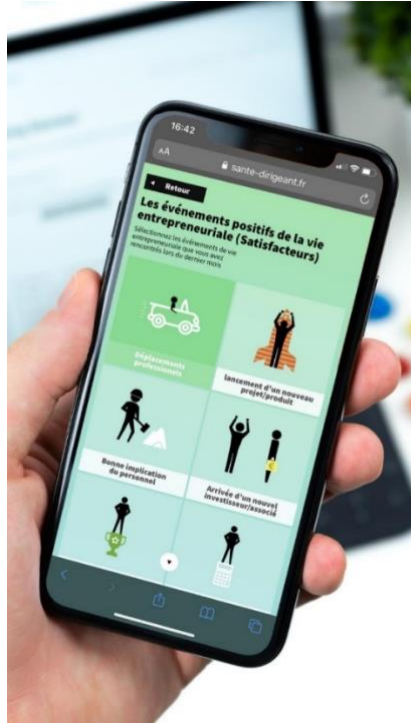 16:42
AA
sante-dirigeant.fr
Retour
Les événements positifs de la vie
entrepreneuriale (Satisfacteurs)
Sélectionnez les événements de vie
entrepreneuriale que vous avez
rencontrés lors du dernier mois
Déplacements
professionnels
lancement d'un nouveau
projet/produit
Bonne implication
du personnel
Arrivée d'un nouvel
investisseur/associé